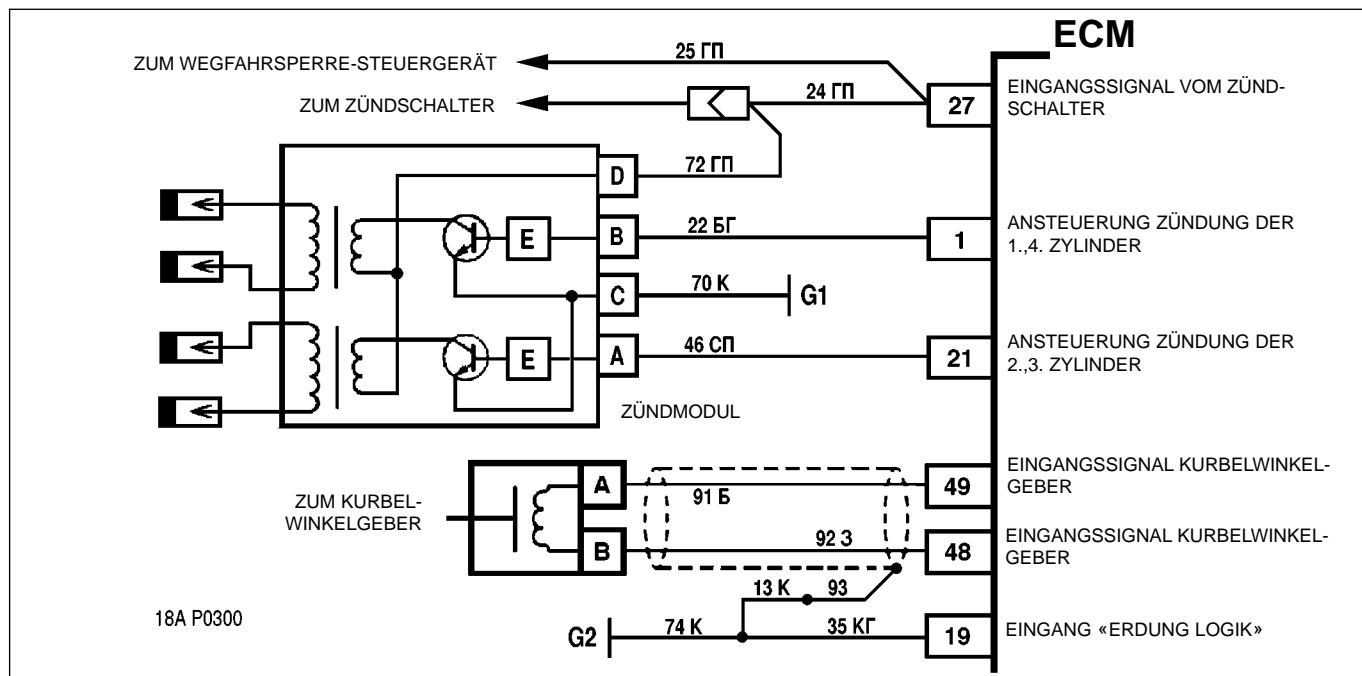 ECM
25 ГП
ZUM WEGFAHRSPERRE-STEUERGERÄT
EINGANGSSIGNAL VOM ZÜND-
SCHALTER
27
24 ГП
ZUM ZÜNDSCHALTER
72 ГП
D
22 БГ
B
E
1
ANSTEUERUNG ZÜNDUNG DER
1.,4. ZYLINDER
70 К
C
G1
46 СП
A
E
21
ANSTEUERUNG ZÜNDUNG DER
2.,3. ZYLINDER
ZÜNDMODUL
EINGANGSSIGNAL KURBELWINKEL-
GEBER
A
49
91 Б
ZUM KURBEL-
WINKELGEBER
92 З
B
48
EINGANGSSIGNAL KURBELWINKEL-
GEBER
13 К
93
18A P0300
74 К
35 КГ
G2
19
EINGANG «ERDUNG LOGIK»